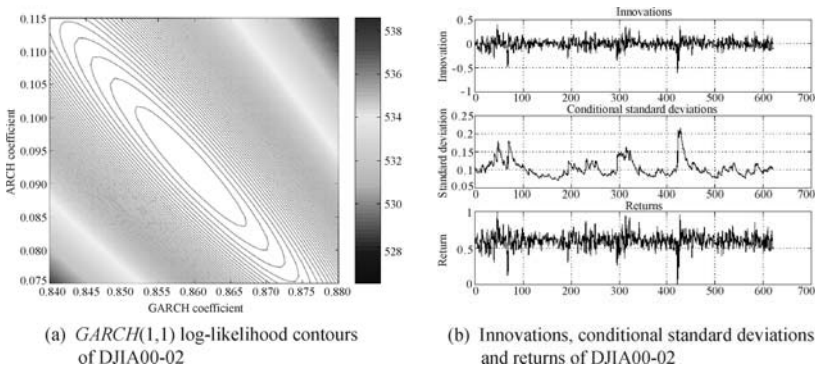 0.115
0.110
0.105
0.100
0.095
0.090
0.085
0.080
0.075
ARCH coefficient
0.840 0.845 0.850 0.855 0.860 0.865 0.870 0.875 0.880
GARCH coefficient
538
536
534
532
530
528
(a) GARCH(1,1) log-likelihood contours
of DJIA00-02
Innovations
Innovation
0.5
0
-0.5
-1
0 100 200 300 400 500 600 700
Conditional standard deviations
Standard deviation
0.2
0.15
0.1
0.05
0 100 200 300 400 500 600 700
Returns
Return
1
0.5
0
0 100 200 300 400 500 600 700
(b) Innovations, conditional standard deviations
and returns of DJIA00-02